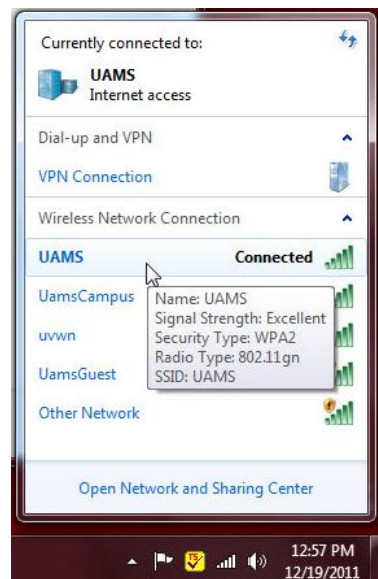 Currently connected to:
UAMS
Internet access
Dial-up and VPN
VPN Connection
Wireless Network Connection
UAMS Connected
UamsCampus
Name: UAMS
Signal Strength: Excellent
uvwn
Security Type: WPA2
Radio Type: 802.11gn
UamsGuest
SSID: UAMS
Other Network
Open Network and Sharing Center
TS
12:57 PM
12/19/2011